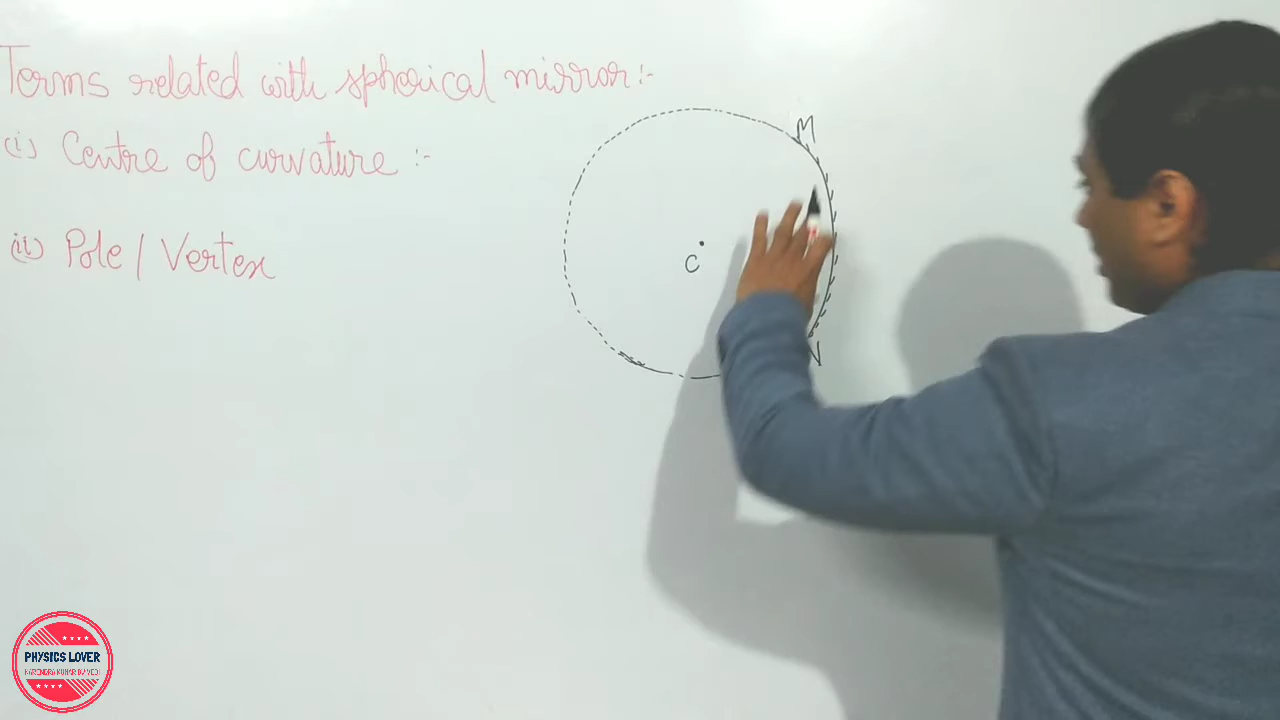 Terms related with spherical mirror:-
(i) Centre of curvature :-
(ii) Pole / Vertex
M
C
N
PHYSICS LOVER